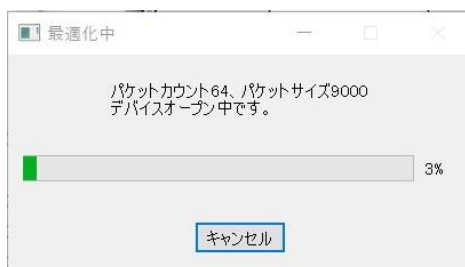 最適化中
パケットカウント64、パケットサイズ9000
デバイスオープン中です。
3%
キャンセル